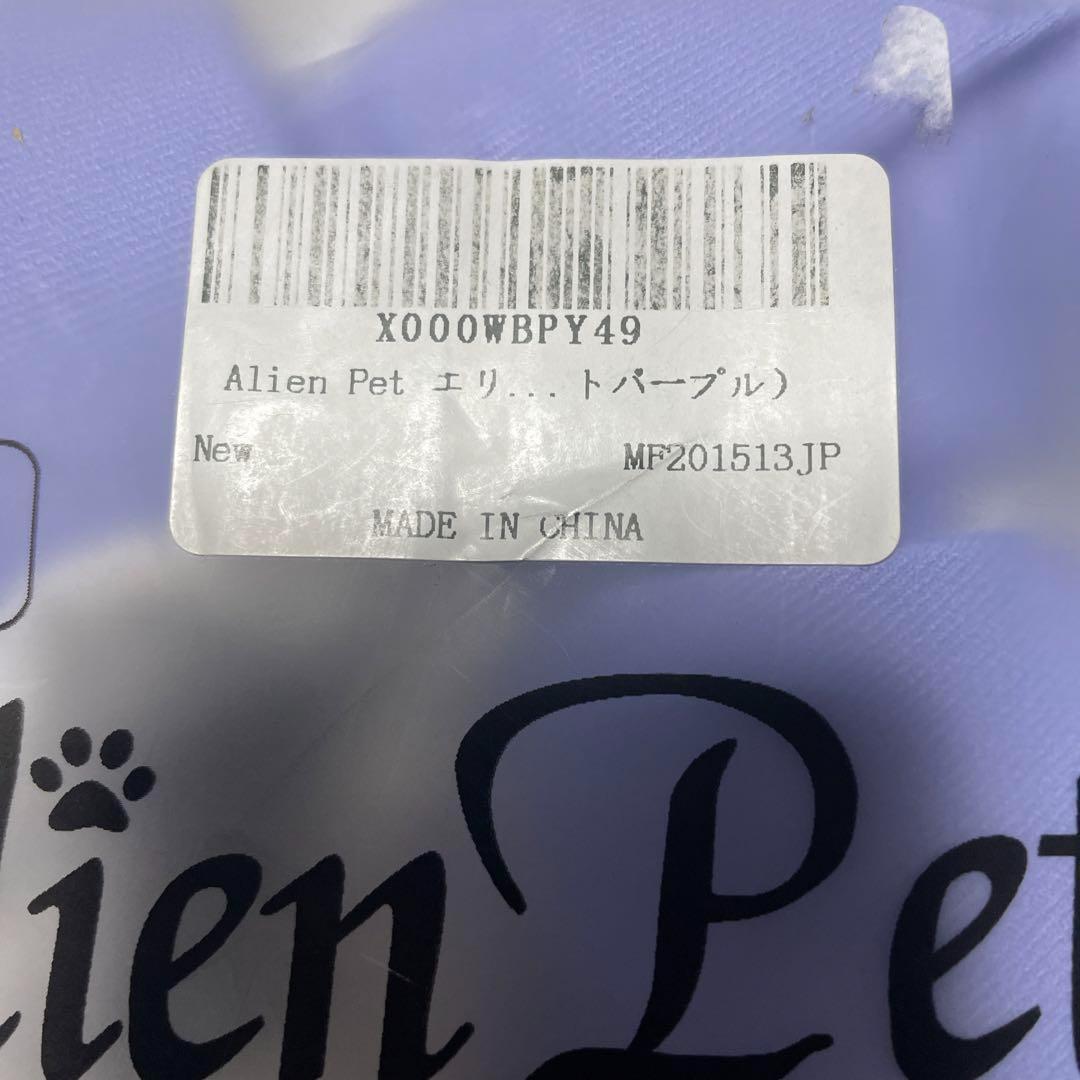 X000WBPY49
Alien Pet エリ...トパープル)
New MF201513JP
MADE IN CHINA
lien Pet